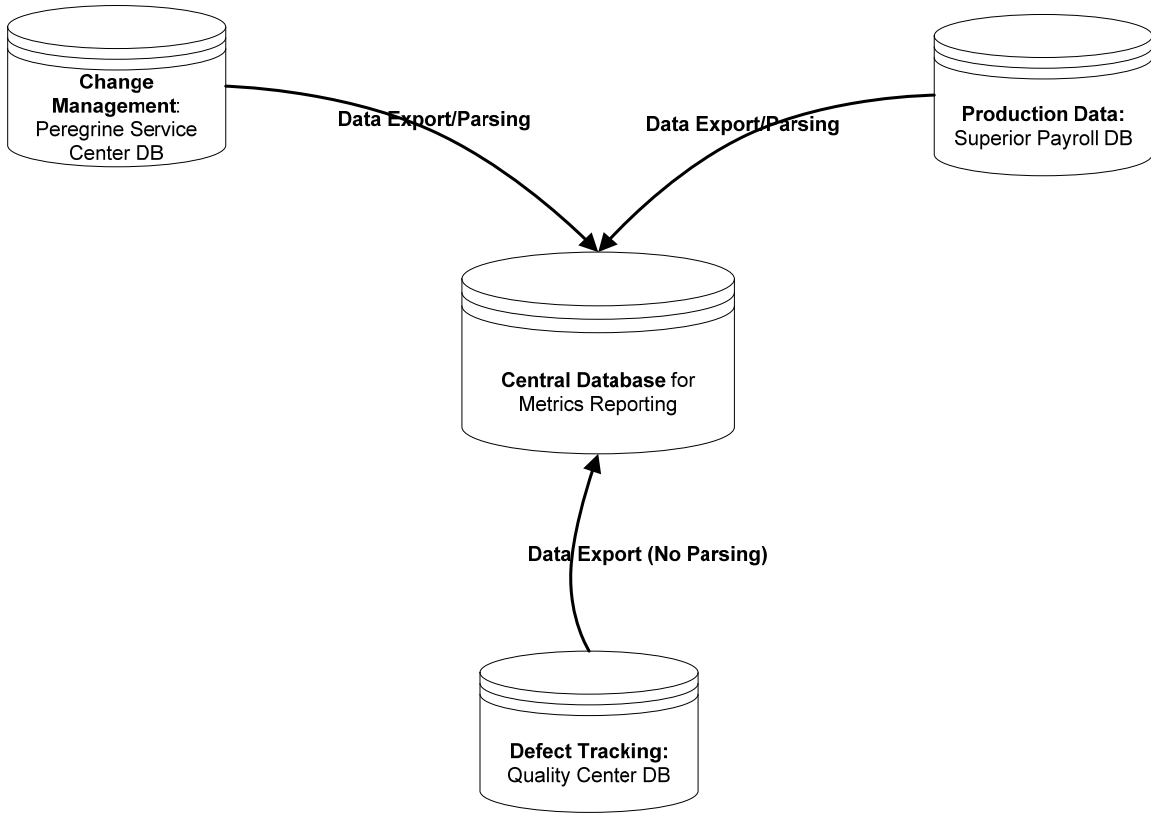 Change
Management:
Peregrine Service
Center DB
Data Export/Parsing
Data Export/Parsing
Production Data:
Superior Payroll DB
Central Database for
Metrics Reporting
Data Export (No Parsing)
Defect Tracking:
Quality Center DB